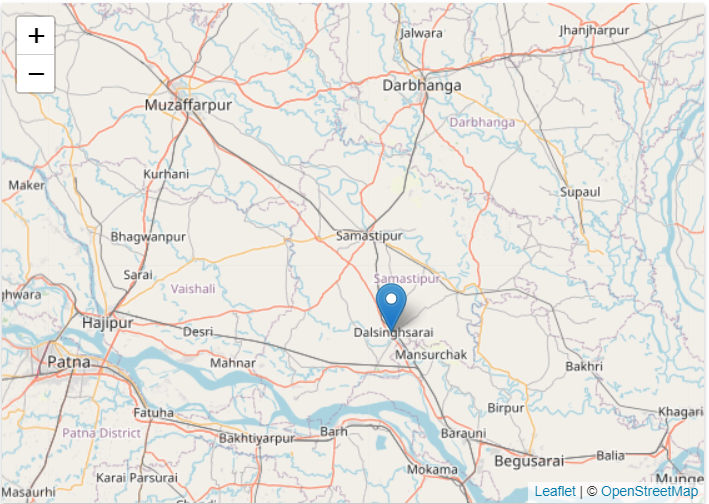 +
−
Jalwara
Jhanjharpur
Muzaffarpur
Darbhanga
Darbhanga
Kurhani
Maker
Supaul
Bhagwanpur
Samastipur
Sarai
Samastipur
Vaishali
ghwara
Hajipur
Desri
Dalsinghsarai
Mansurchak
Patna
Mahnar
Bakhri
Fatuha
Birpur
Khagari
Patna District
Bakhtiyarpur
Barh
Barauni
Begusarai
Balia
Mokama
Karai Parsurai
Munge
Masaurhi
Leaflet | © OpenStreetMap